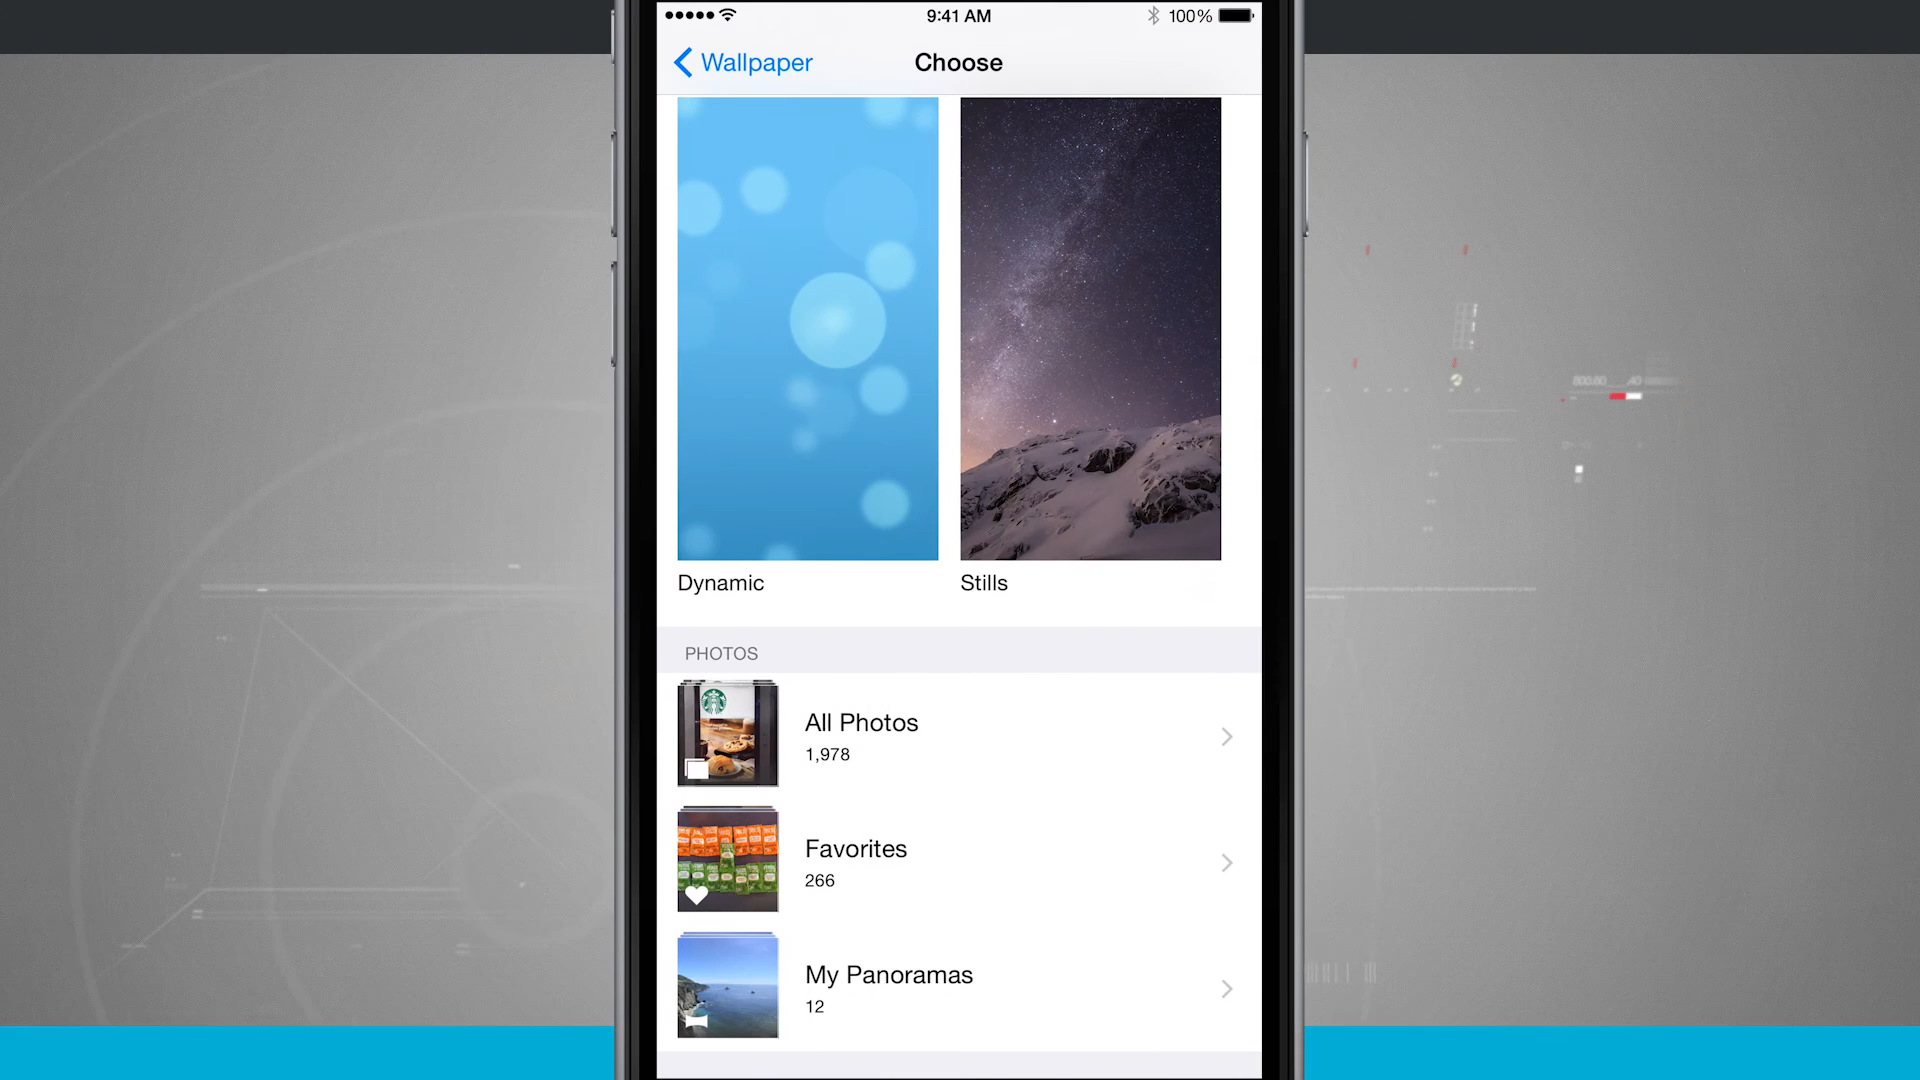 9:41 AM
100%
Wallpaper
Choose
Dynamic
Stills
PHOTOS
All Photos
1,978
Favorites
266
My Panoramas
12